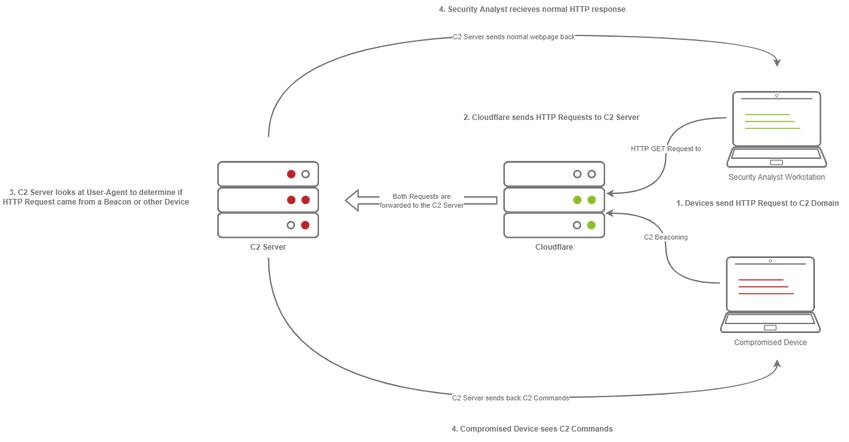 4. Security Analyst recieves normal HTTP response
C2 Server sends normal webpage back
2. Cloudflare sends HTTP Requests to C2 Server
HTTP GET Request to
Security Analyst Workstation
3. C2 Server looks at User-Agent to determine if
HTTP Request came from a Beacon or other Device
Both Requests are
forwarded to the C2 Server
1. Devices send HTTP Request to C2 Domain
C2 Server
Cloudflare
C2 Beaconing
Compromised Device
C2 Server sends back C2 Commands
4. Compromised Device sees C2 Commands